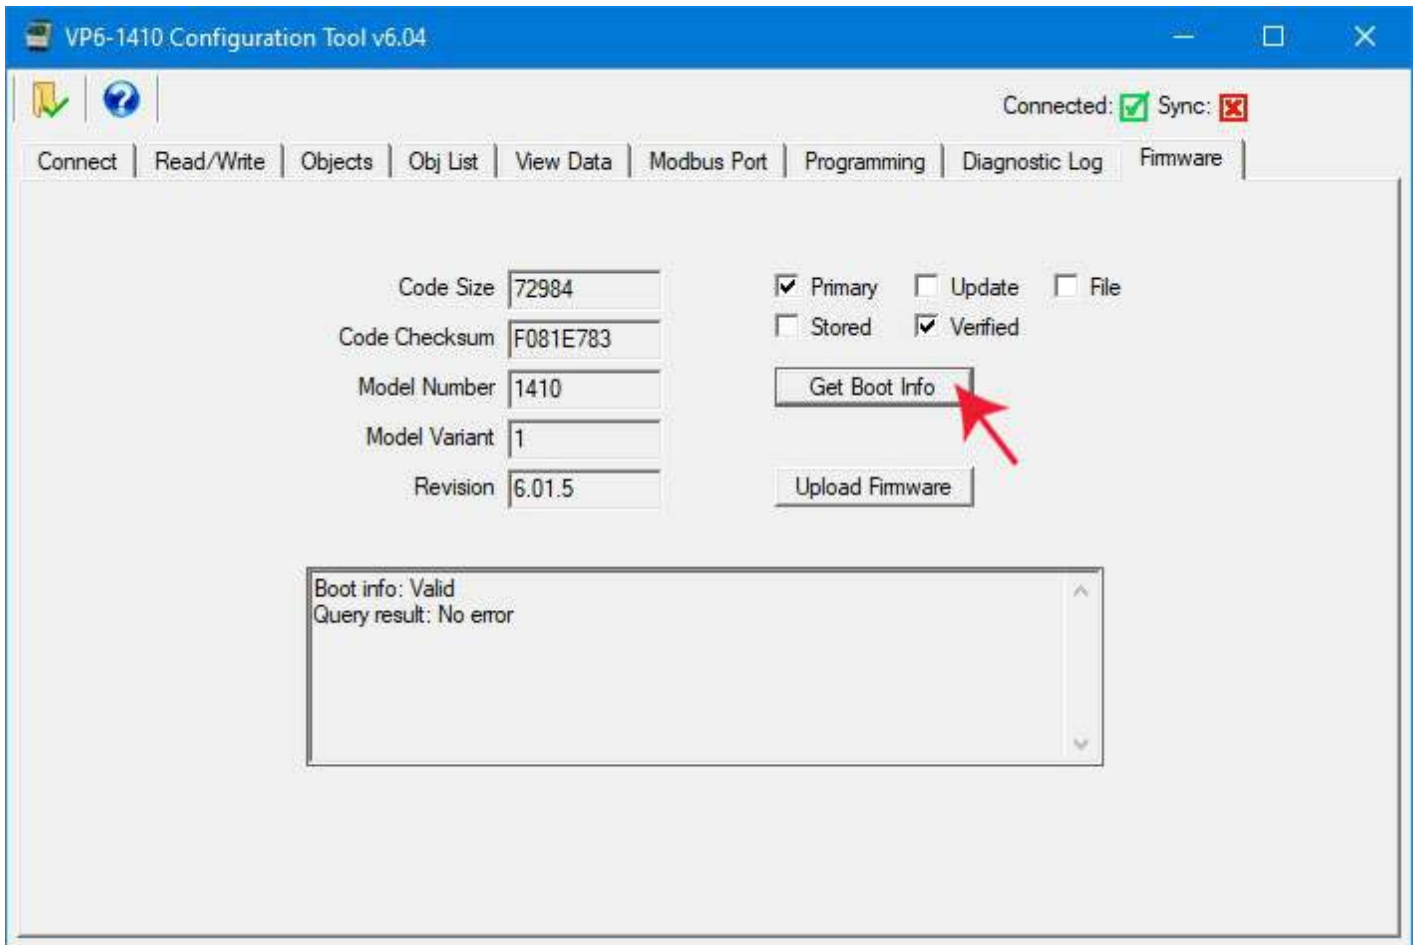 VP6-1410 Configuration Tool v6.04
Connected: Sync:
Connect Read/Write Objects Obj List View Data Modbus Port Programming Diagnostic Log Firmware
Code Size 72984 Primary Update File
Code Checksum F081E783 Stored Verified
Model Number 1410 Get Boot Info
Model Variant 1
Revision 6.01.5 Upload Firmware
Boot info: Valid
Query result: No error